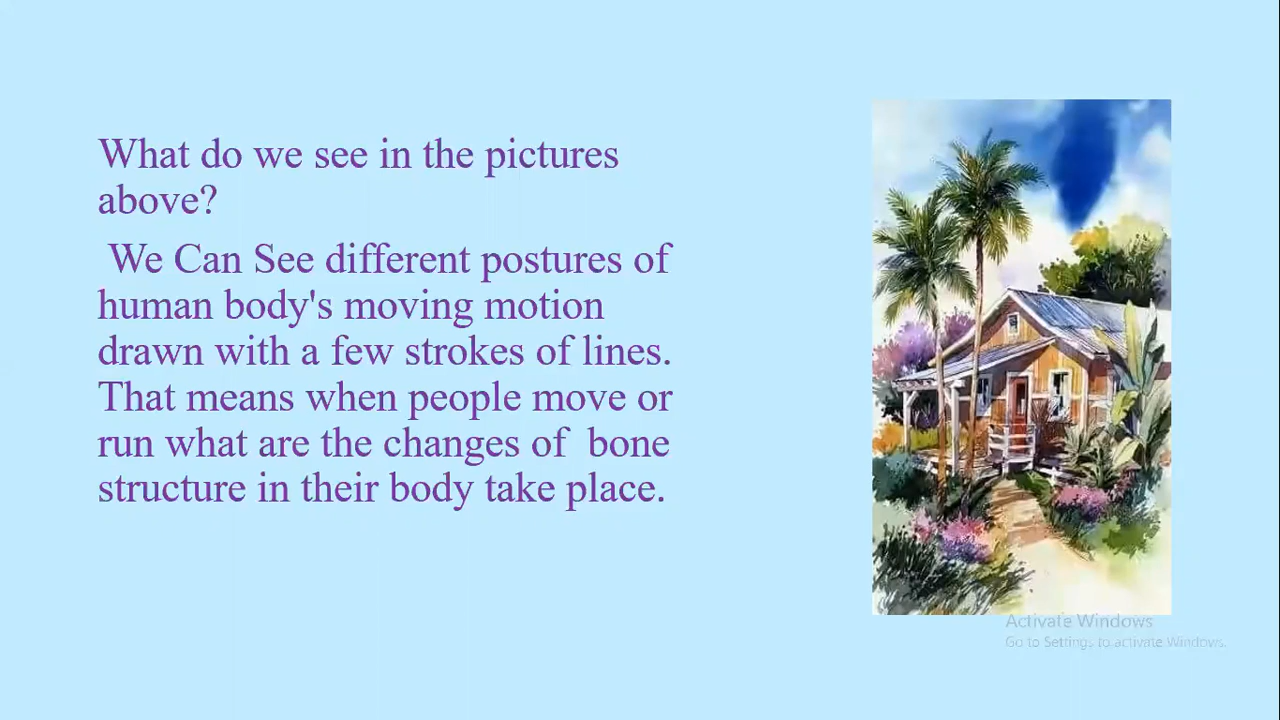 What do we see in the pictures
above?
We Can See different postures of
human body's moving motion
drawn with a few strokes of lines.
That means when people move or
run what are the changes of  bone
structure in their body take place.
Activate Windows
Go to Settings to activate Windows.